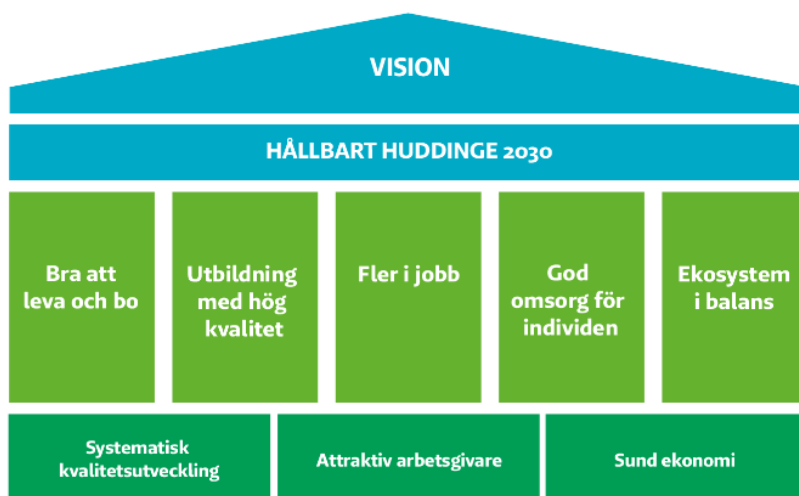 VISION
HÅLLBART HUDDINGE 2030
Bra att
leva och bo
Utbildning
med hög
kvalitet
Fler i jobb
God
omsorg för
individen
Ekosystem
i balans
Systematisk
kvalitetsutveckling
Attraktiv arbetsgivare
Sund ekonomi